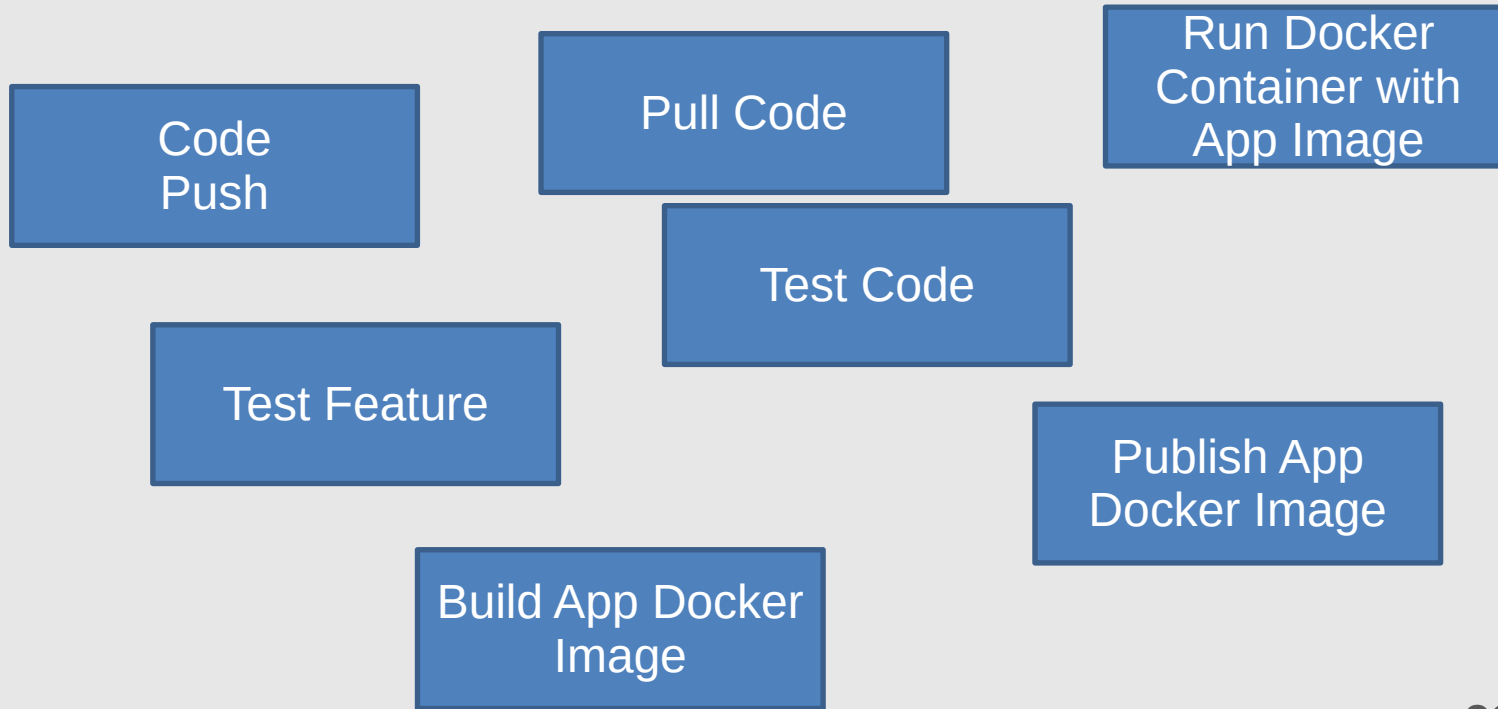 Run Docker
Container with
App Image
Pull Code
Code
Push
Test Code
Test Feature
Publish App
Docker Image
Build App Docker
Image